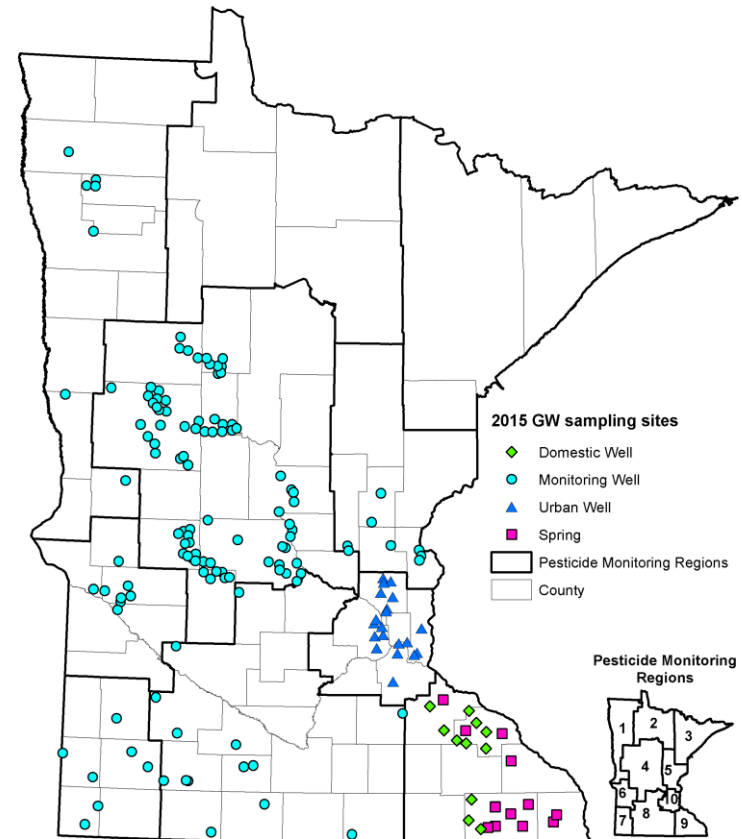 2015 GW sampling sites
Domestic Well
Monitoring Well
Urban Well
Spring
Pesticide Monitoring Regions
County
Pesticide Monitoring
Regions
1
2
3
4
5
6
10
7
8
9